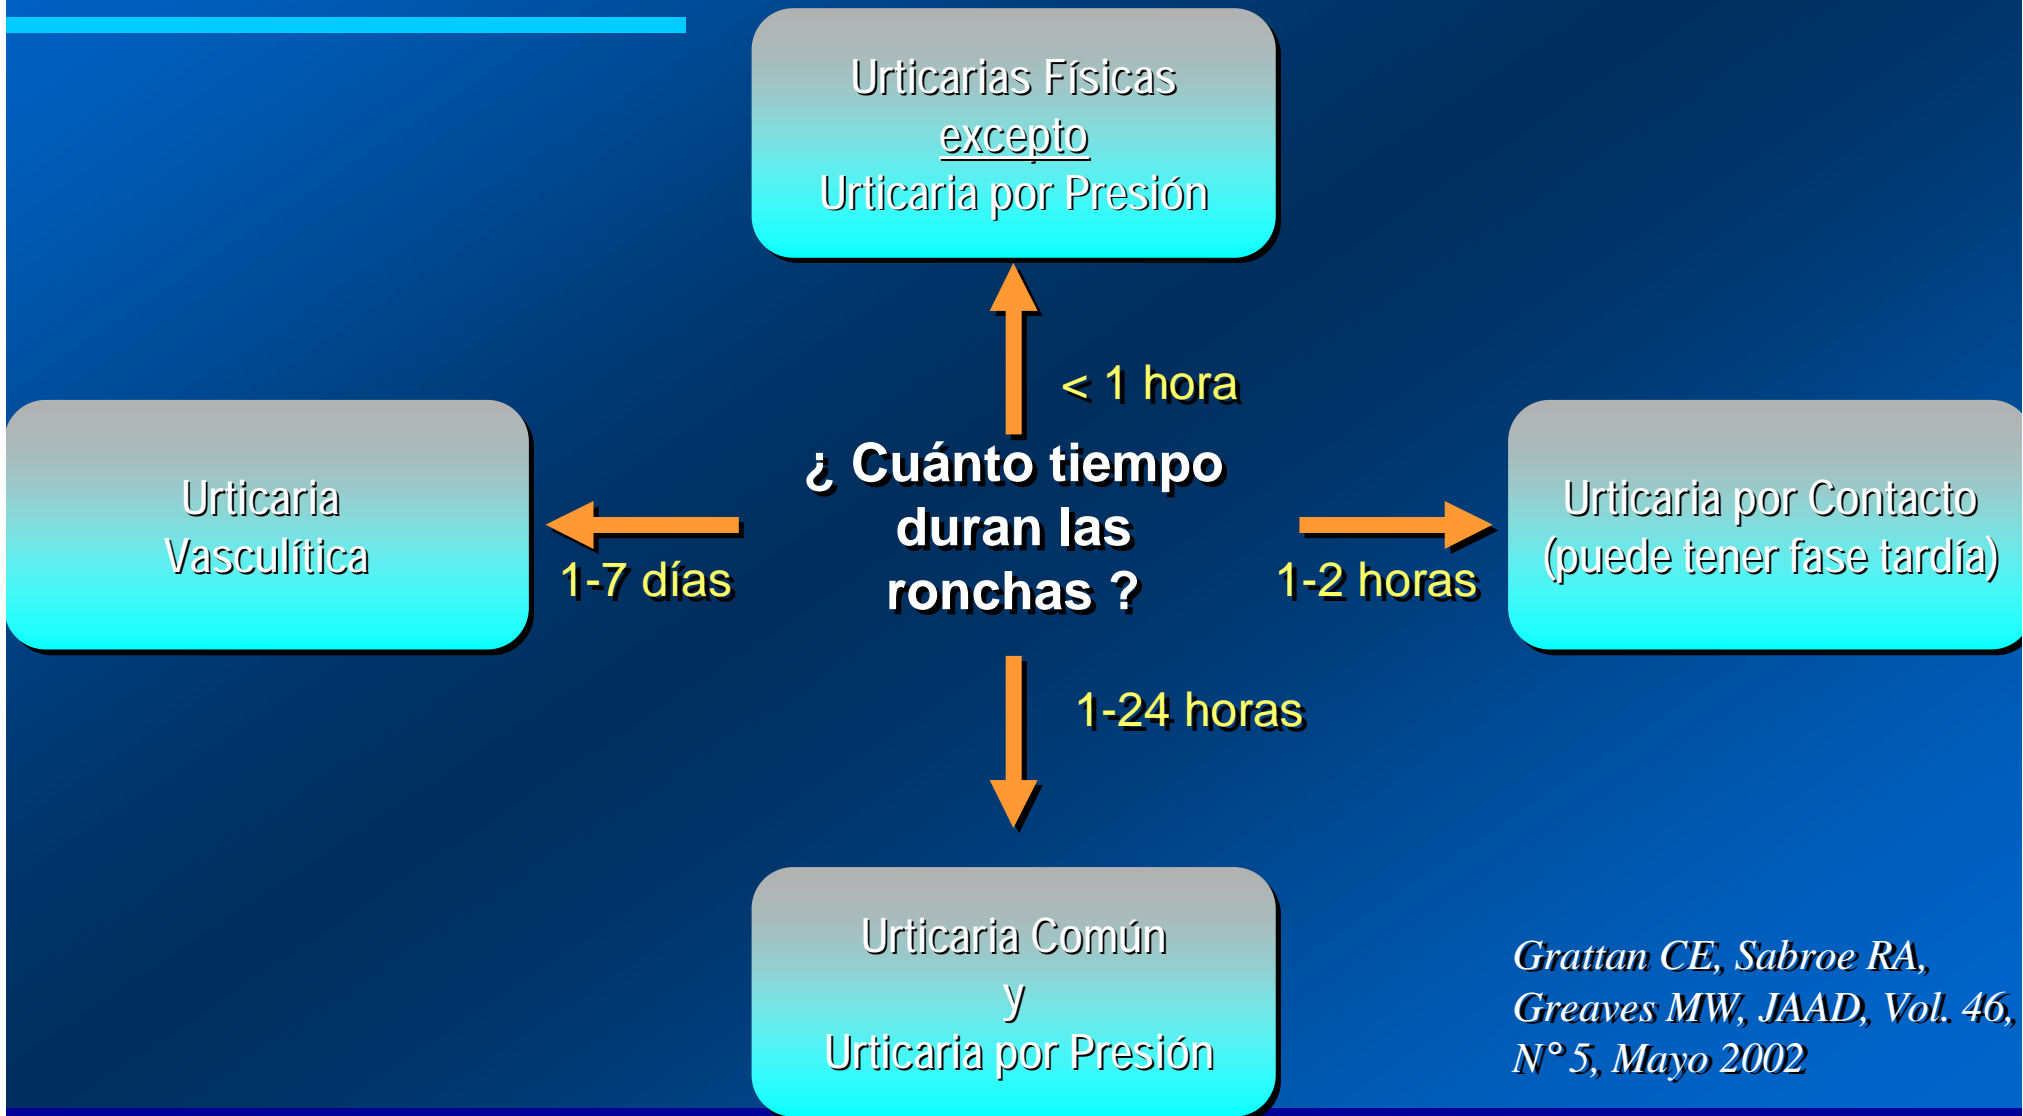 Urticarias Físicas
excepto
Urticaria por Presión
< 1 hora
Urticaria
Vasculítica
1-7 días
¿ Cuánto tiempo
duran las
ronchas ?
1-2 horas
Urticaria por Contacto
(puede tener fase tardía)
1-24 horas
Urticaria Común
y
Urticaria por Presión
Grattan CE, Sabroe RA,
Greaves MW, JAAD, Vol. 46,
N° 5, Mayo 2002